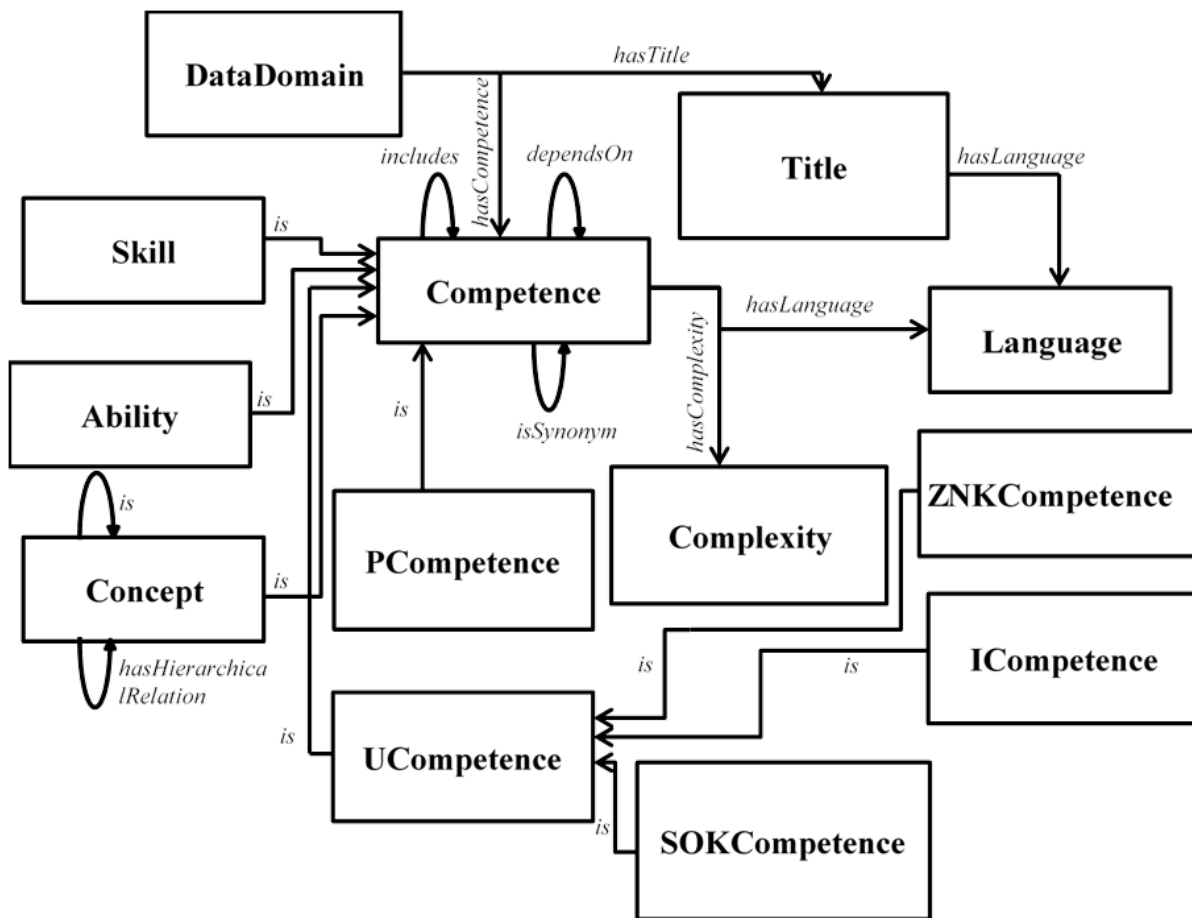 DataDomain
hasTitle
hasCompetence
Title
includes
dependsOn
hasLanguage
Skill
is
Competence
hasLanguage
Language
Ability
is
is
isSynonym
hasComplexity
is
ZNKCompetence
Concept
is
PCompetence
Complexity
hasHierarchica
lRelation
is
is
ICompetence
is
UCompetence
is
SOKCompetence